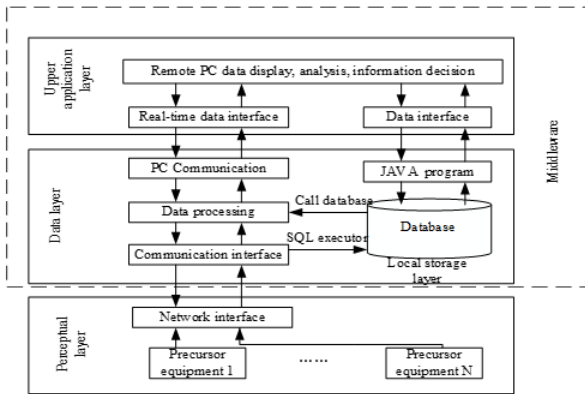 Upper
application
layer
Remote PC data display, analysis, information decision
Real-time data interface
Data interface
Middleware
Data layer
PC Communication
JAVA program
Call database
Data processing
Database
SQL executor
Communication interface
Local storage
layer
Perceptual
layer
Network interface
Precursor
equipment 1
......
Precursor
equipment N